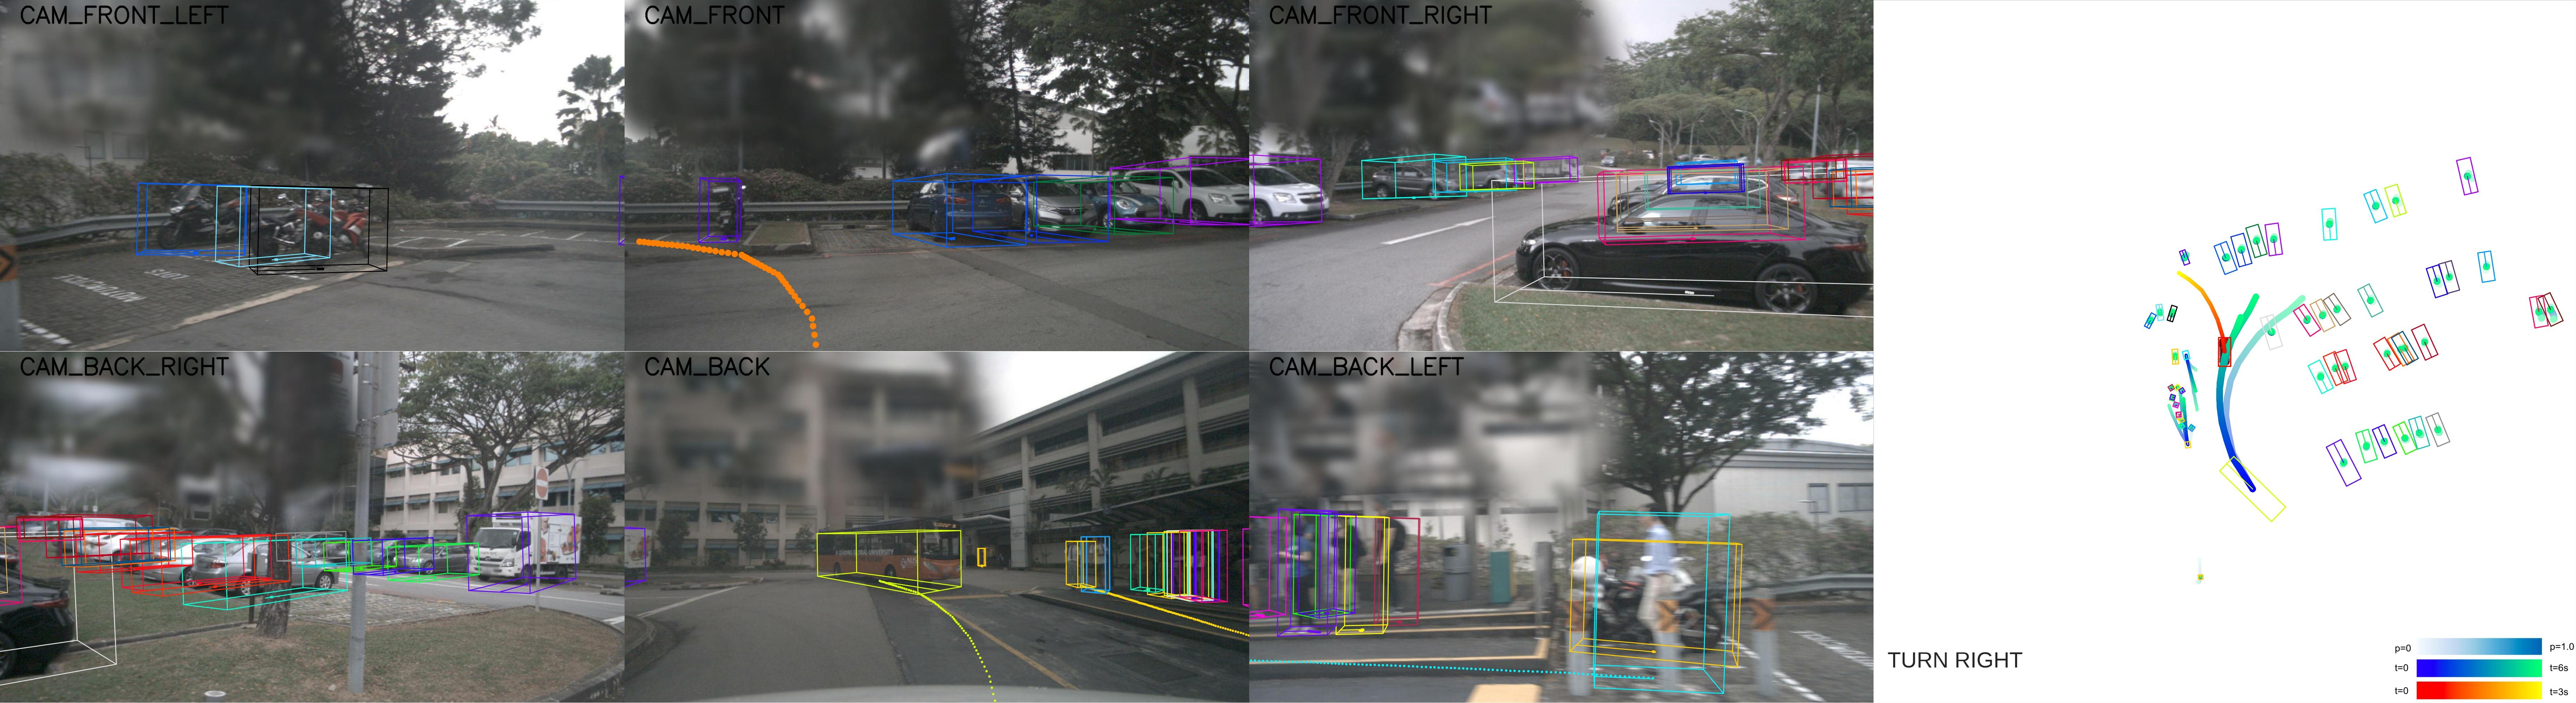 CAM_FRONT_LEFT
CAM_FRONT
CAM_FRONT_RIGHT
CAM_BACK_RIGHT
CAM_BACK
CAM_BACK_LEFT
TURN RIGHT
p=0
p=1.0
t=0
t=6s
t=0
t=3s